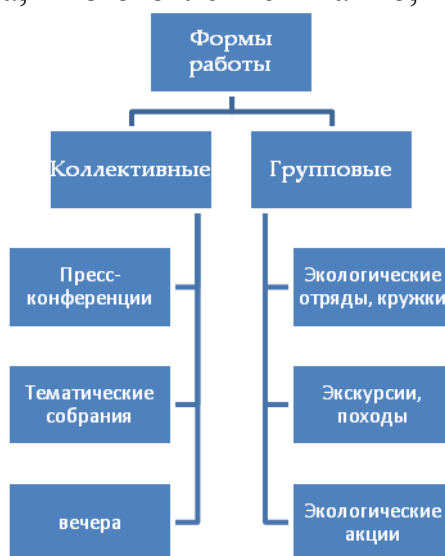 Формы
работы
Коллективные
Групповые
Пресс-
конференции
Экологические
отряды, кружки
Тематические
собрания
Экскурсии,
походы
вечера
Экологические
акции